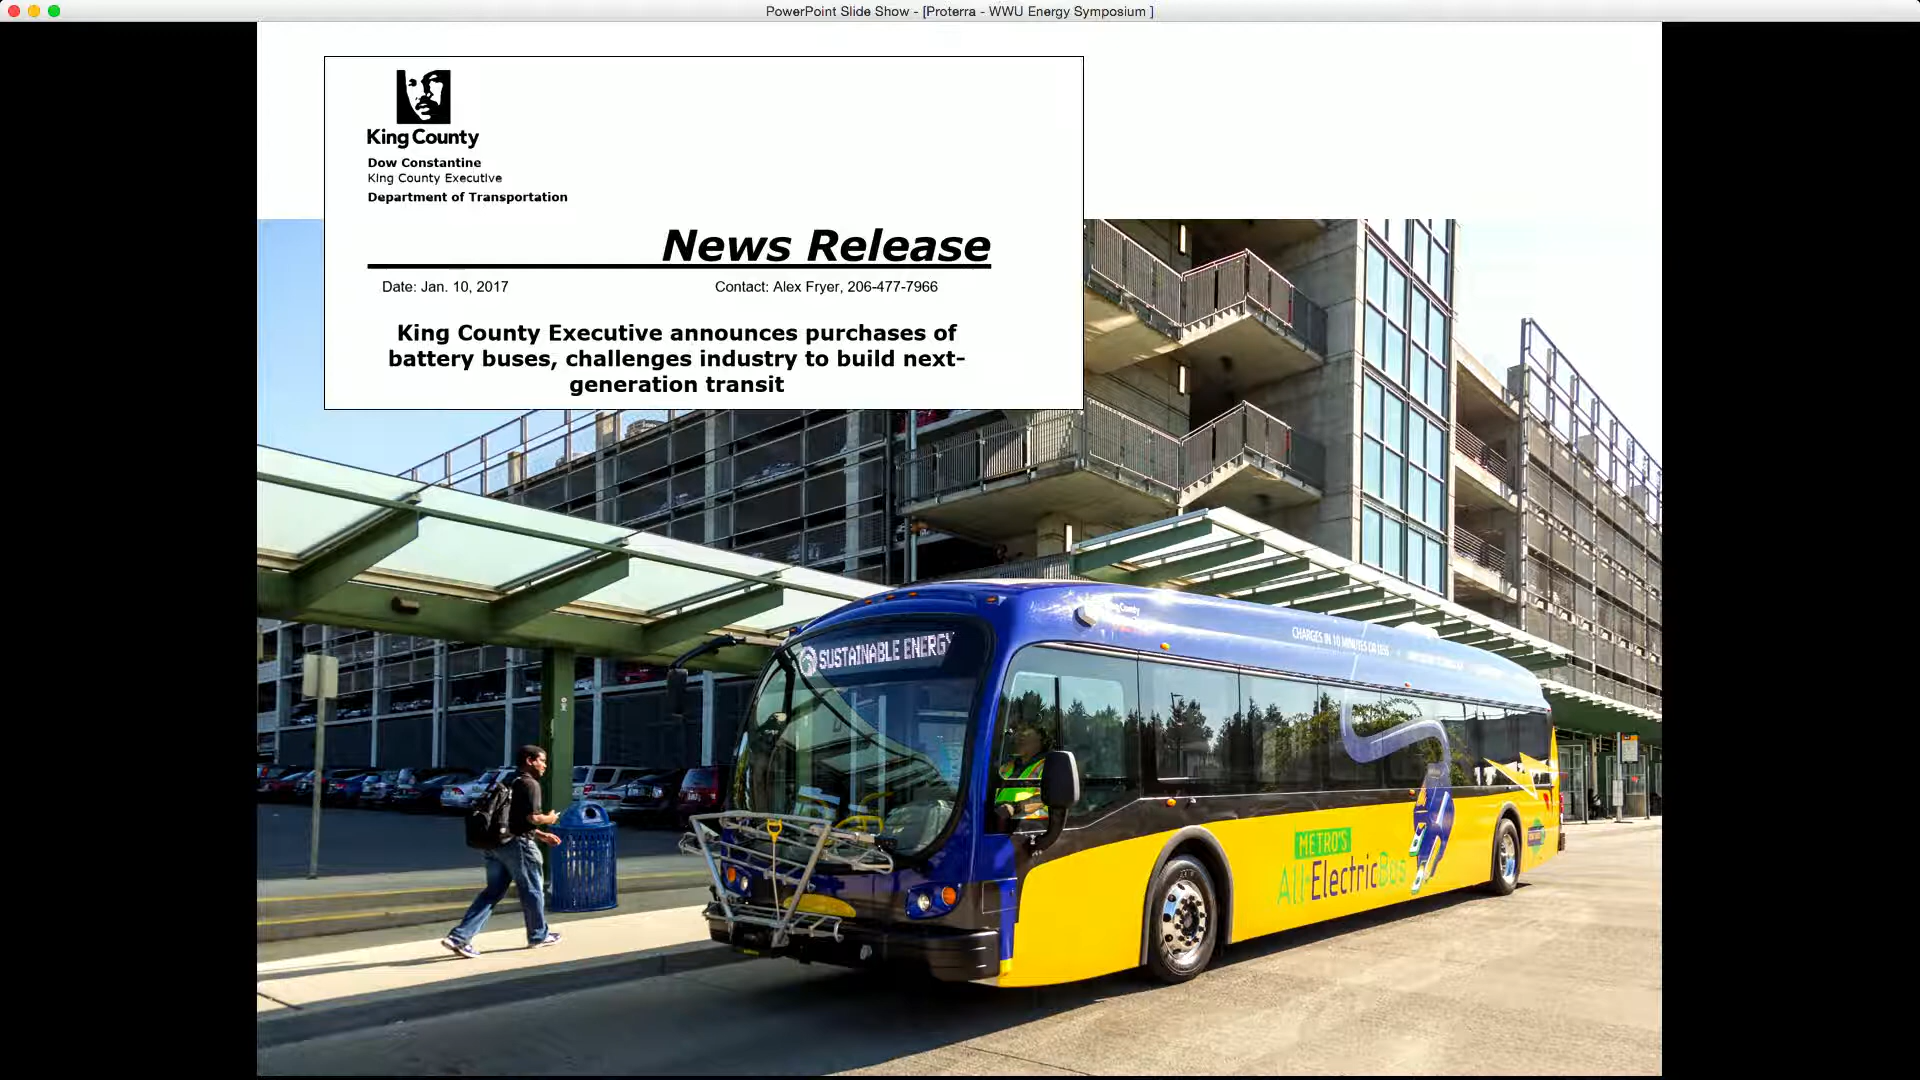 PowerPoint Slide Show - [Proterra - WWU Energy Symposium ]
King County
Dow Constantine
King County Executive
Department of Transportation
News Release
Date: Jan. 10, 2017
Contact: Alex Fryer, 206-477-7966
King County Executive announces purchases of
battery buses, challenges industry to build next-
generation transit
King County
SUSTAINABLE ENERGY
CHARGES IN 10 MINUTES OR LESS
METRO'S
All-Electric Bus